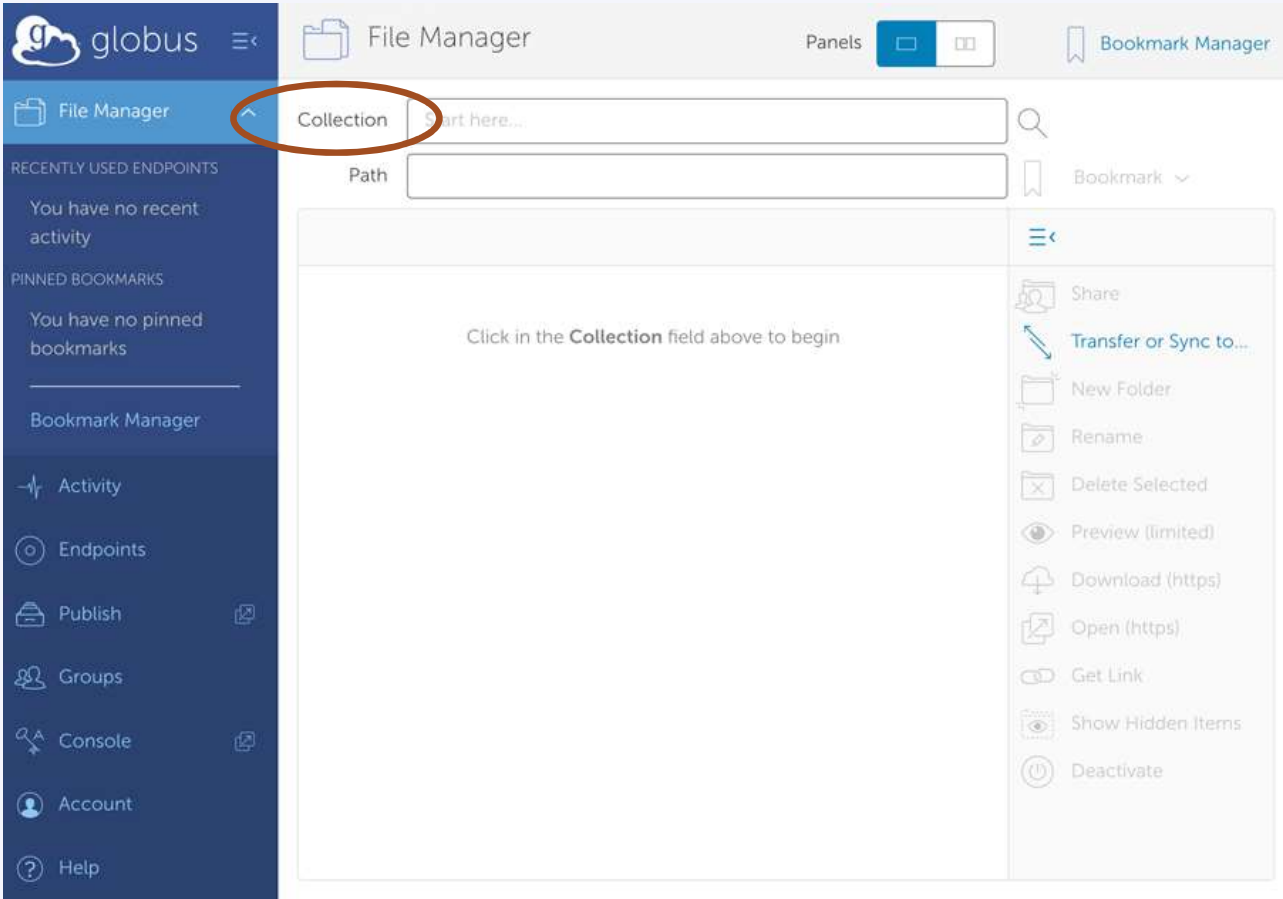 globus
File Manager
Panels
Bookmark Manager
File Manager
RECENTLY USED ENDPOINTS
You have no recent
activity
PINNED BOOKMARKS
You have no pinned
bookmarks
Bookmark Manager
Activity
Endpoints
Publish
Groups
Console
Account
Help
Collection
Start here...
Path
Bookmark
Click in the Collection field above to begin
Share
Transfer or Sync to...
New Folder
Rename
Delete Selected
Preview (limited)
Download (https)
Open (https)
Get Link
Show Hidden Items
Deactivate